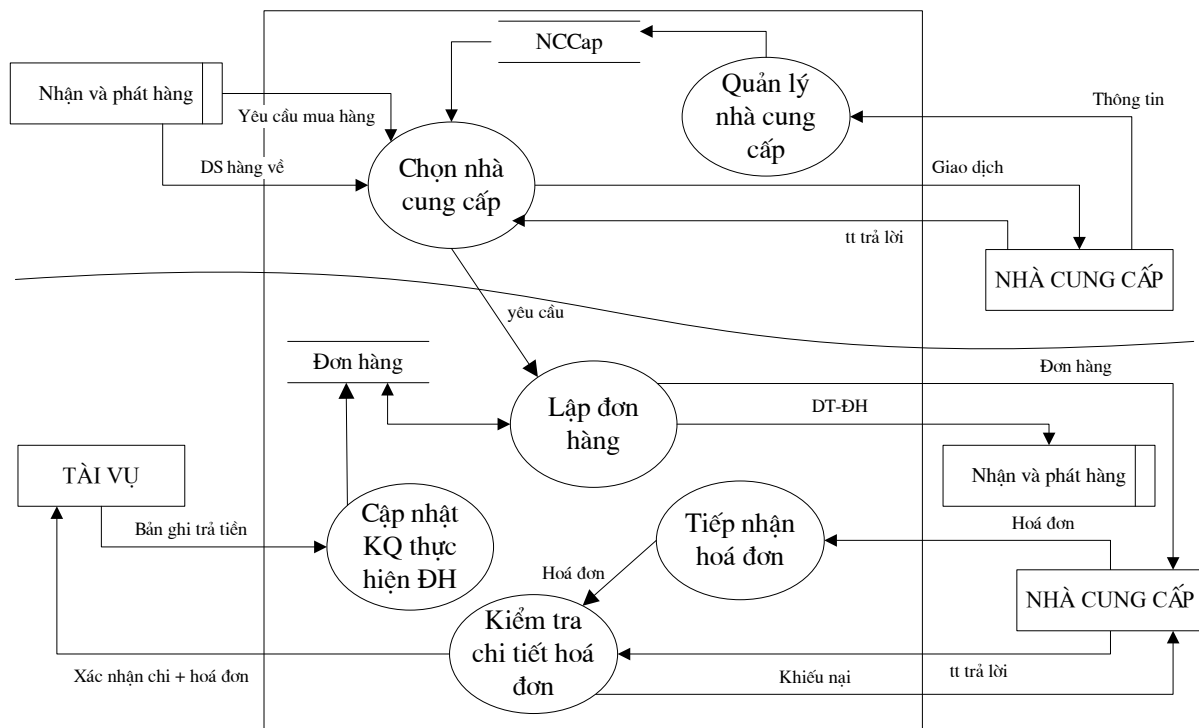 NCCap
Quản lý
nhà cung
cấp
Nhận và phát hàng
Yêu cầu mua hàng
Thông tin
DS hàng về
Chọn nhà
cung cấp
Giao dịch
tt trả lời
NHÀ CUNG CẤP
yêu cầu
Đơn hàng
Lập đơn
hàng
Đơn hàng
DT-ĐH
TÀI VỤ
Nhận và phát hàng
Bản ghi trả tiền
Cập nhật
KQ thực
hiện ĐH
Tiếp nhận
hoá đơn
Hoá đơn
Hoá đơn
NHÀ CUNG CẤP
Kiểm tra
chi tiết hoá
đơn
Xác nhận chi + hoá đơn
Khiếu nại
tt trả lời